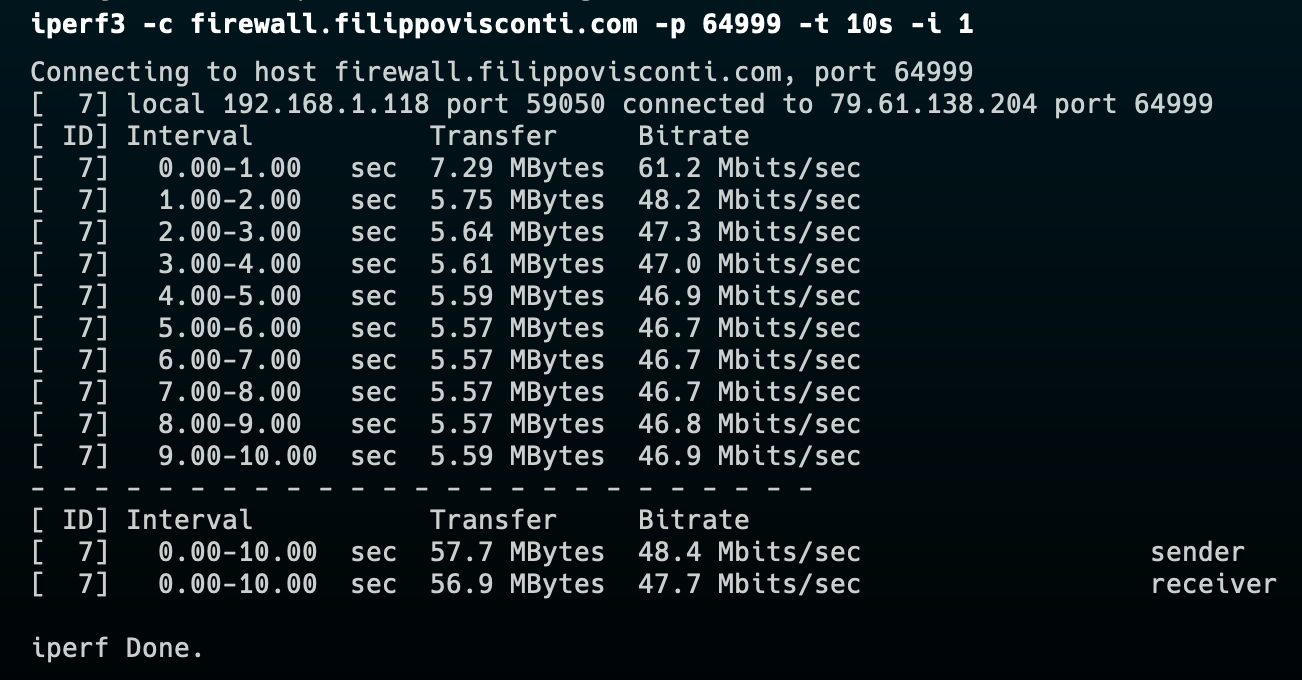 iperf3 -c firewall.filippovisconti.com -p 64999 -t 10s -i 1
Connecting to host firewall.filippovisconti.com, port 64999
[  7] local 192.168.1.118 port 59050 connected to 79.61.138.204 port 64999
[ ID] Interval           Transfer     Bitrate
[  7]   0.00-1.00   sec  7.29 MBytes  61.2 Mbits/sec
[  7]   1.00-2.00   sec  5.75 MBytes  48.2 Mbits/sec
[  7]   2.00-3.00   sec  5.64 MBytes  47.3 Mbits/sec
[  7]   3.00-4.00   sec  5.61 MBytes  47.0 Mbits/sec
[  7]   4.00-5.00   sec  5.59 MBytes  46.9 Mbits/sec
[  7]   5.00-6.00   sec  5.57 MBytes  46.7 Mbits/sec
[  7]   6.00-7.00   sec  5.57 MBytes  46.7 Mbits/sec
[  7]   7.00-8.00   sec  5.57 MBytes  46.7 Mbits/sec
[  7]   8.00-9.00   sec  5.57 MBytes  46.8 Mbits/sec
[  7]   9.00-10.00  sec  5.59 MBytes  46.9 Mbits/sec
- - - - - - - - - - - - - - - - - - - - - - - - -
[ ID] Interval           Transfer     Bitrate
[  7]   0.00-10.00  sec  57.7 MBytes  48.4 Mbits/sec                  sender
[  7]   0.00-10.00  sec  56.9 MBytes  47.7 Mbits/sec                  receiver
iperf Done.